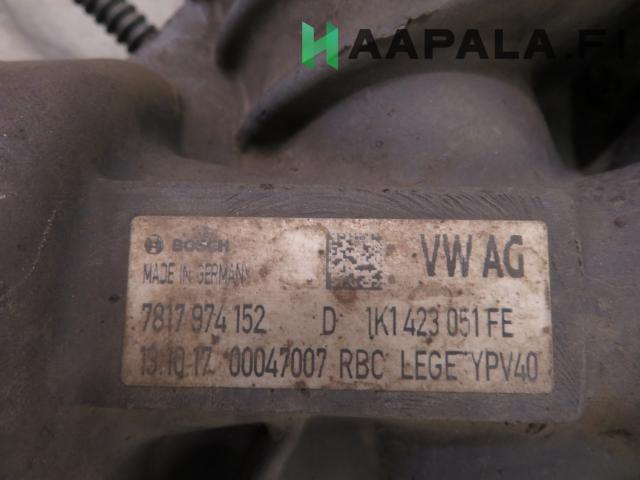 HAAPALA.FI
BOSCH VW AG
MADE IN GERMANY
7817 974 152 D 1K1 423 051 FE
13.10.17 00047007 RBC LEGE YPV40